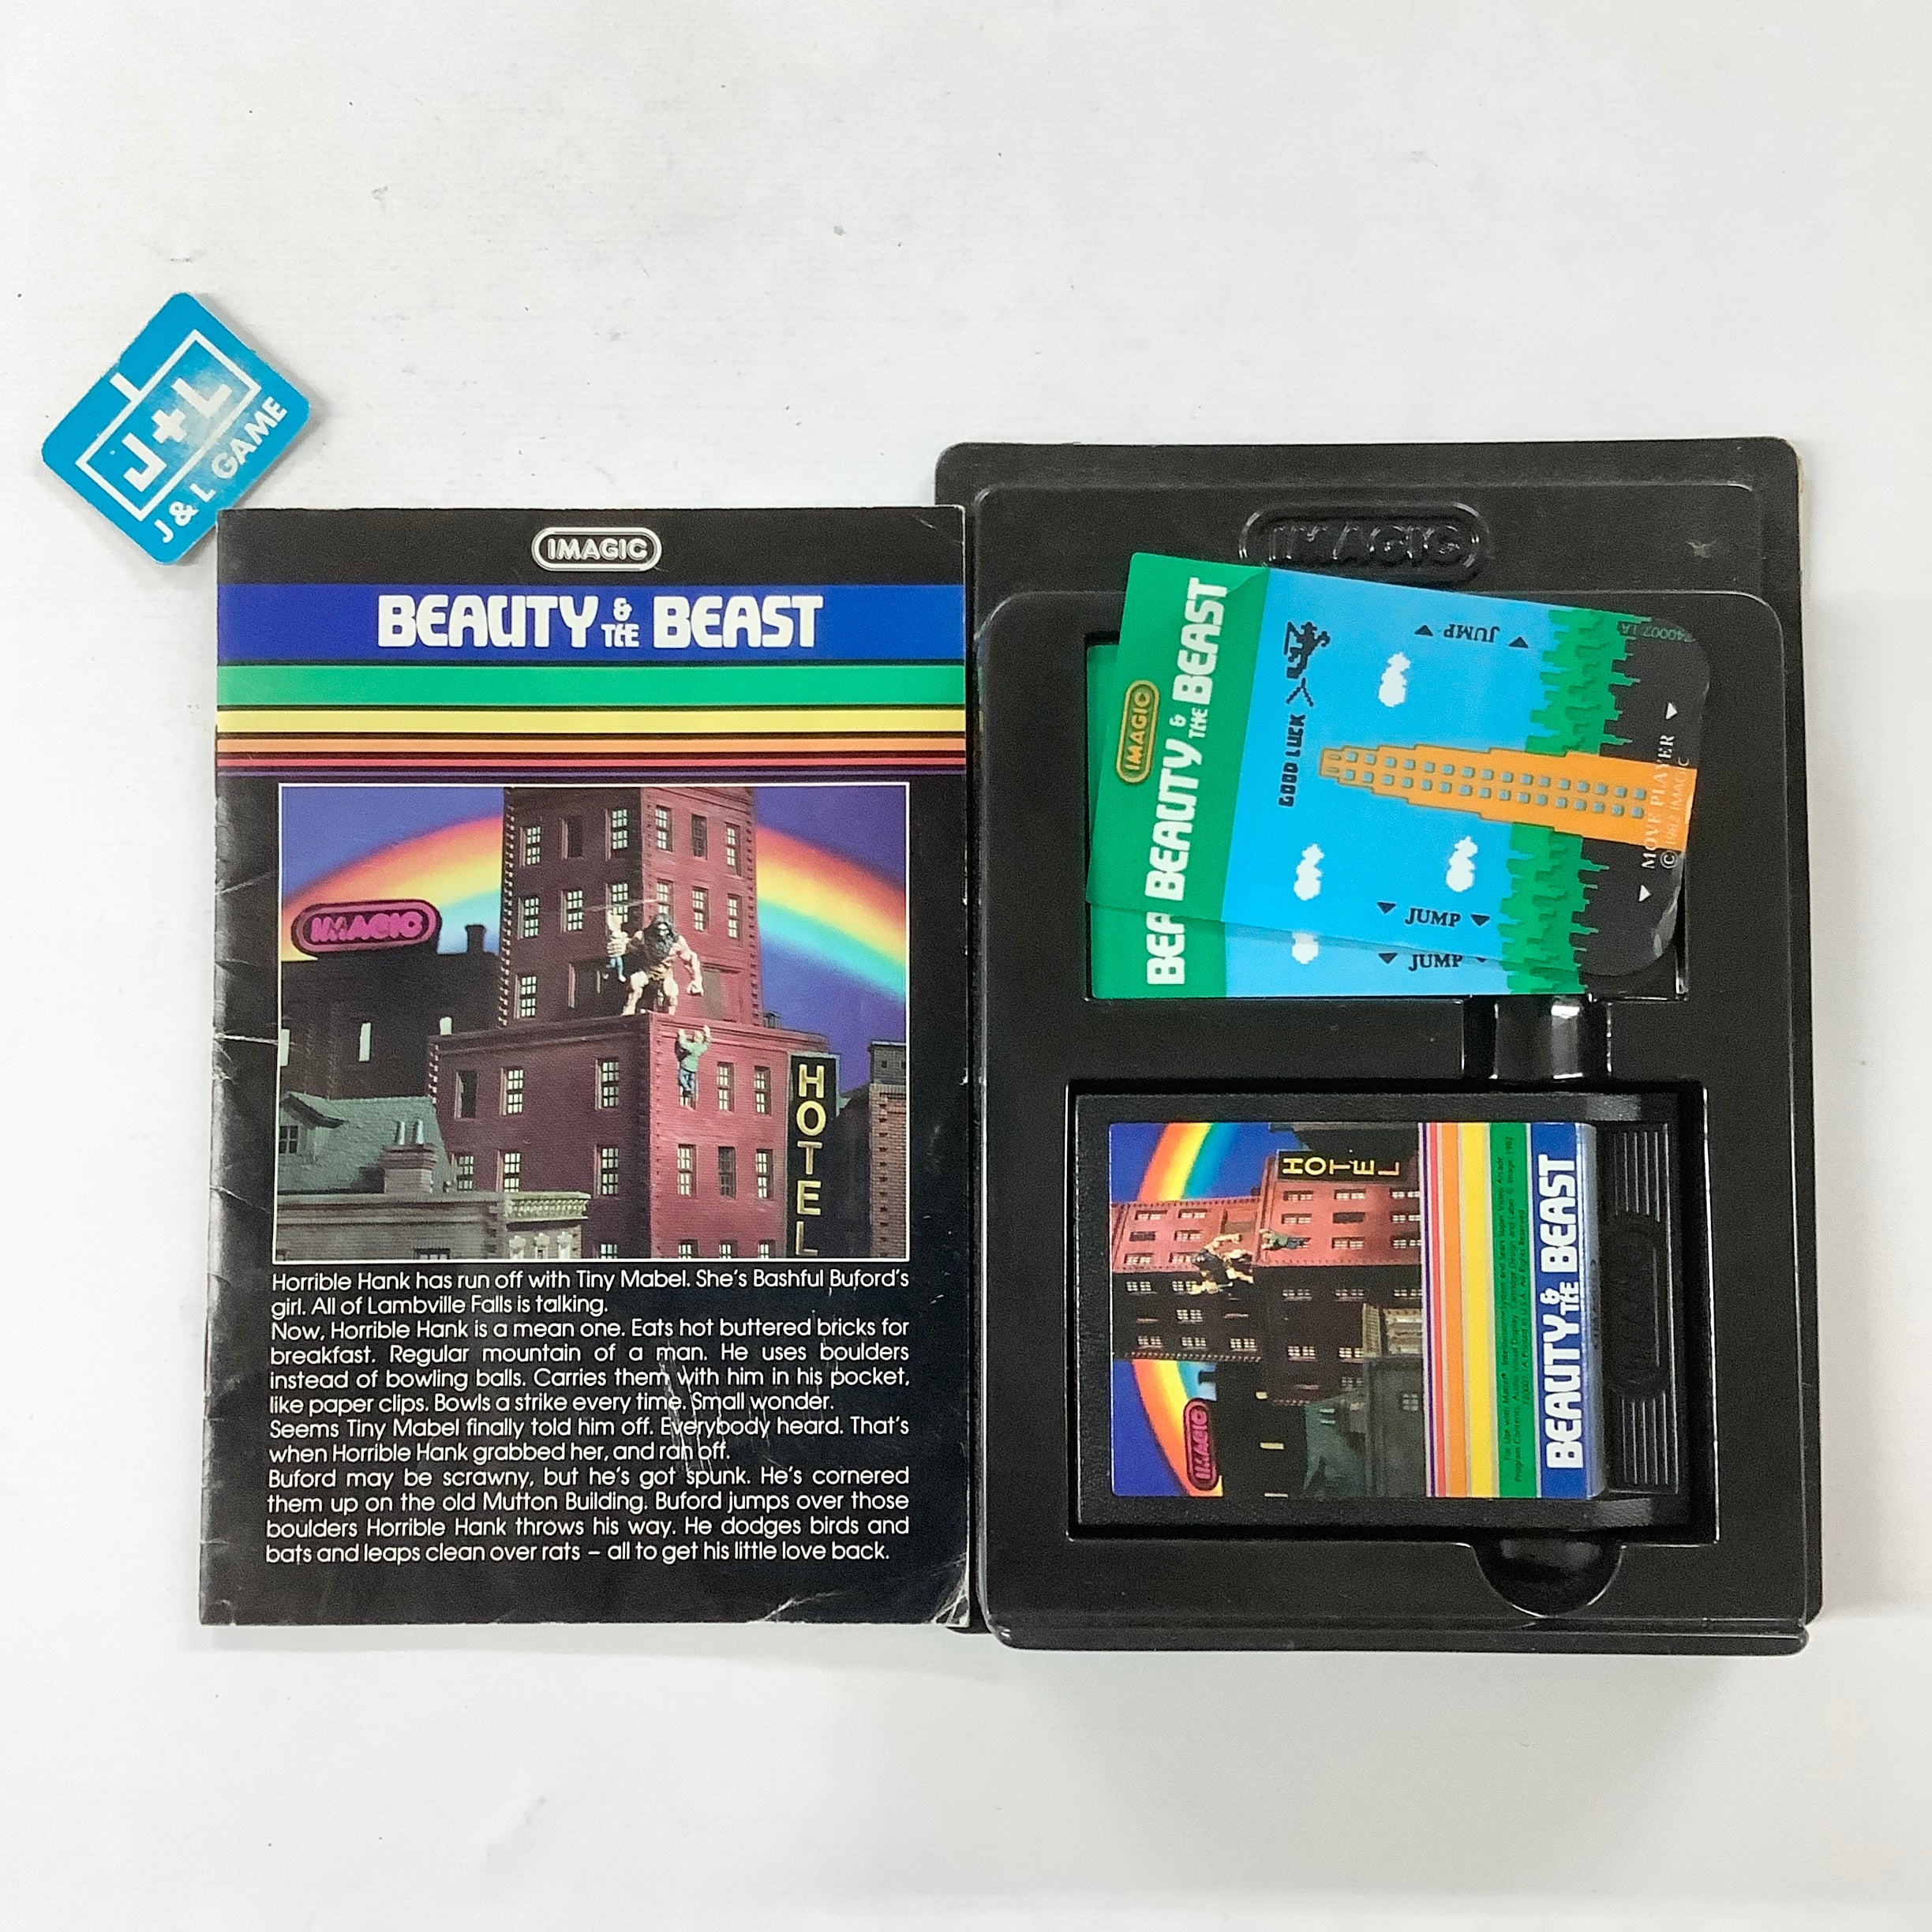 J+L
J & L GAME
IMAGIC
BEAUTY & THE BEAST
IMAGIC
HOTEL
Horrible Hank has run off with Tiny Mabel. She's Bashful Buford's
girl. All of Lambville Falls is talking.
Now, Horrible Hank is a mean one. Eats hot buttered bricks for
breakfast. Regular mountain of a man. He uses boulders
instead of bowling balls. Carries them with him in his pocket,
like paper clips. Bowls a strike every time. Small wonder.
Seems Tiny Mabel finally told him off. Everybody heard. That's
when Horrible Hank grabbed her, and ran off.
Buford may be scrawny, but he's got spunk. He's cornered
them up on the old Mutton Building. Buford jumps over those
boulders Horrible Hank throws his way. He dodges birds and
bats and leaps clean over rats – all to get his little love back.
IMAGIC
IMAGIC
BEAUTY & THE BEAST
GOOD LUCK
JUMP
JUMP
MOVE PLAYER
© 1982 IMAGIC
BEA
JUMP
IMAGIC
HOTEL
BEAUTY & THE BEAST